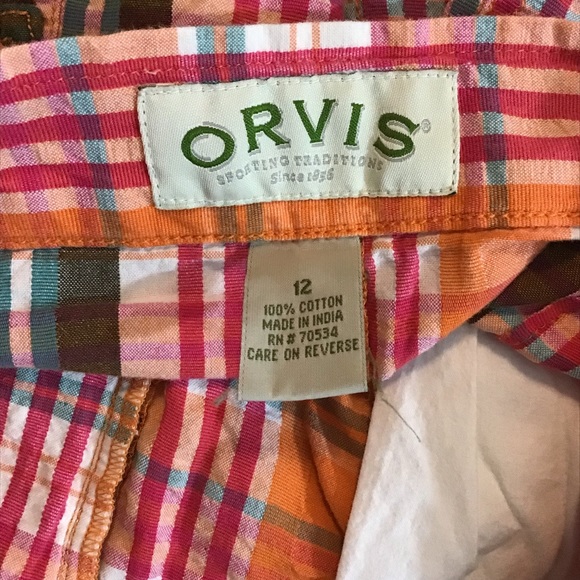 ORVIS®
SPORTING TRADITIONS
Since 1856
12
100% COTTON
MADE IN INDIA
RN# 70534
CARE ON REVERSE